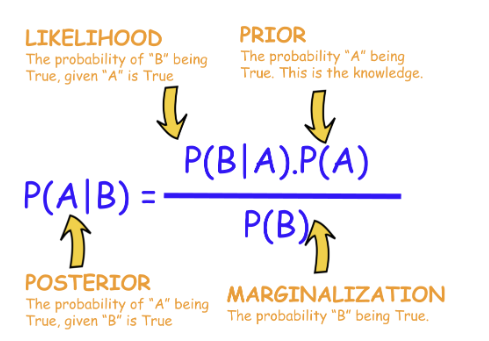 LIKELIHOOD
The probability of "B" being
True, given "A" is True
PRIOR
The probability "A" being
True. This is the knowledge.
P(A|B) = P(B|A).P(A)
P(B)
POSTERIOR
The probability of "A" being
True, given "B" is True
MARGINALIZATION
The probability "B" being True.